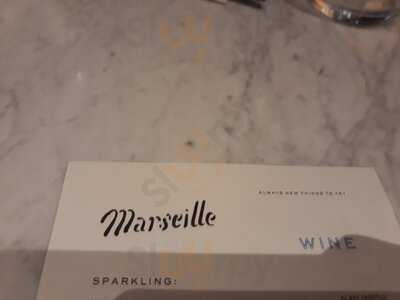 ALWAYS NEW THINGS TO TRY
Marseille
WINE
SPARKLING: